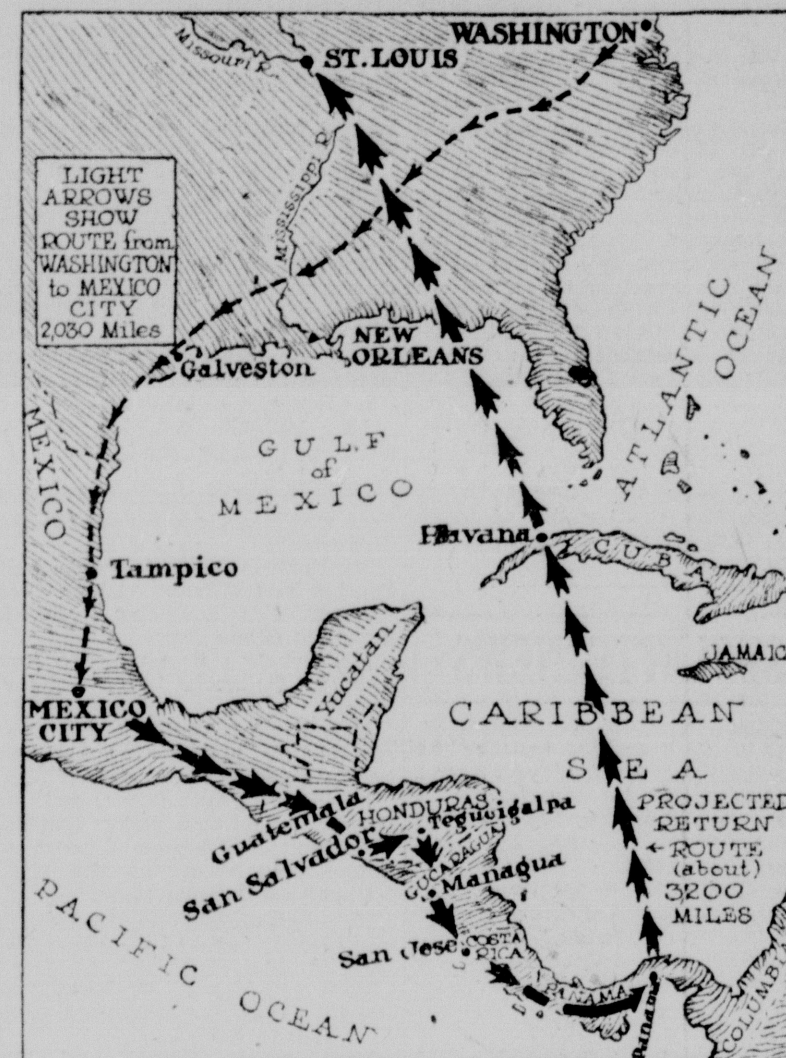 WASHINGTON
Missouri R.
ST. LOUIS
LIGHT
ARROWS
SHOW
ROUTE from
WASHINGTON
to MEXICO
CITY
2,030 Miles
Mississippi R.
NEW
ORLEANS
Galveston
ATLANTIC
OCEAN
MEXICO
GULF
of
MEXICO
Havana
CUBA
Tampico
JAMAIC
Yucatan
MEXICO
CITY
CARIBBEAN
SEA
PROJECTED
RETURN
ROUTE
(about)
3,200
MILES
Guatemala
HONDURAS
Tegucigalpa
San Salvador
GUCARAGUA
Managua
PACIFIC OCEAN
San Jose
COSTA
RICA
PANAMA
COLUMBIA